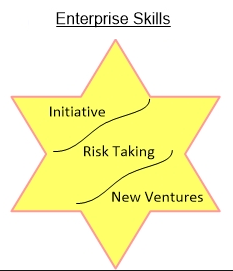 Enterprise Skills
Initiative
Risk Taking
New Ventures